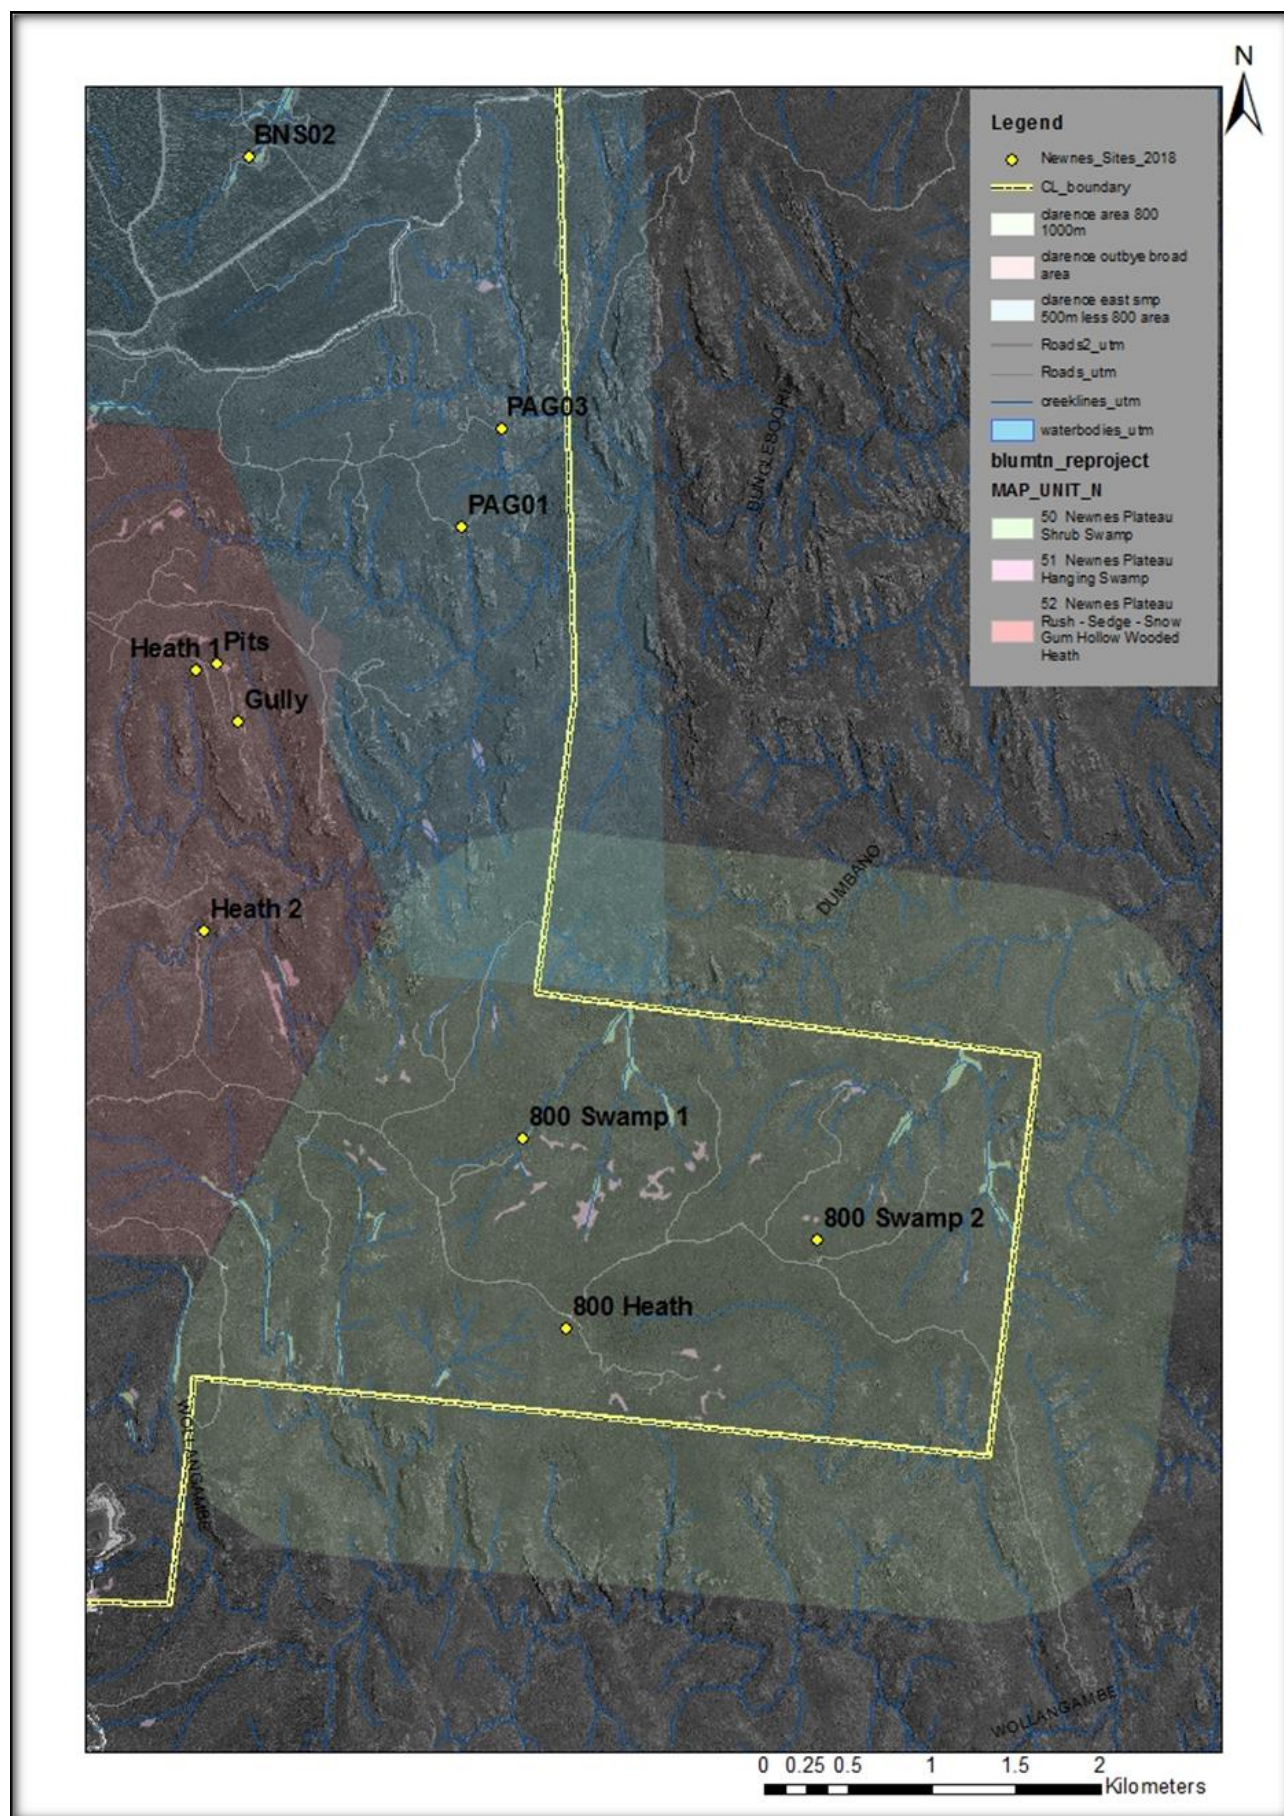 N
BNS02
Legend
Newnes_Sites_2018
CL_boundary
clarence area 800
1000m
clarence outbye broad
area
clarence east smp
500m less 800 area
Roads2_utm
Roads_utm
creeklines_utm
waterbodies_utm
blumtn_reproject
MAP_UNIT_N
50 Newnes Plateau
Shrub Swamp
51 Newnes Plateau
Hanging Swamp
52 Newnes Plateau
Rush - Sedge - Snow
Gum Hollow Wooded
Heath
PAG03
PAG01
Heath 1
Pits
Gully
DUMBANO
Heath 2
800 Swamp 1
800 Swamp 2
800 Heath
WOLLANGAMBE
WOLLANGAMBE
0 0.25 0.5 1 1.5 2
Kilometers